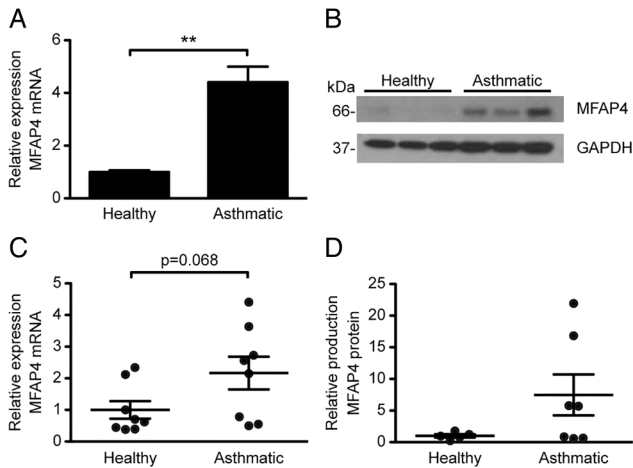 A
Relative expression
MFAP4 mRNA
6
4
2
0
**
Healthy
Asthmatic
B
kDa
Healthy
Asthmatic
66-
MFAP4
37-
GAPDH
C
Relative expression
MFAP4 mRNA
5
4
3
2
1
0
p=0.068
Healthy
Asthmatic
D
Relative production
MFAP4 protein
25
20
15
10
5
0
Healthy
Asthmatic